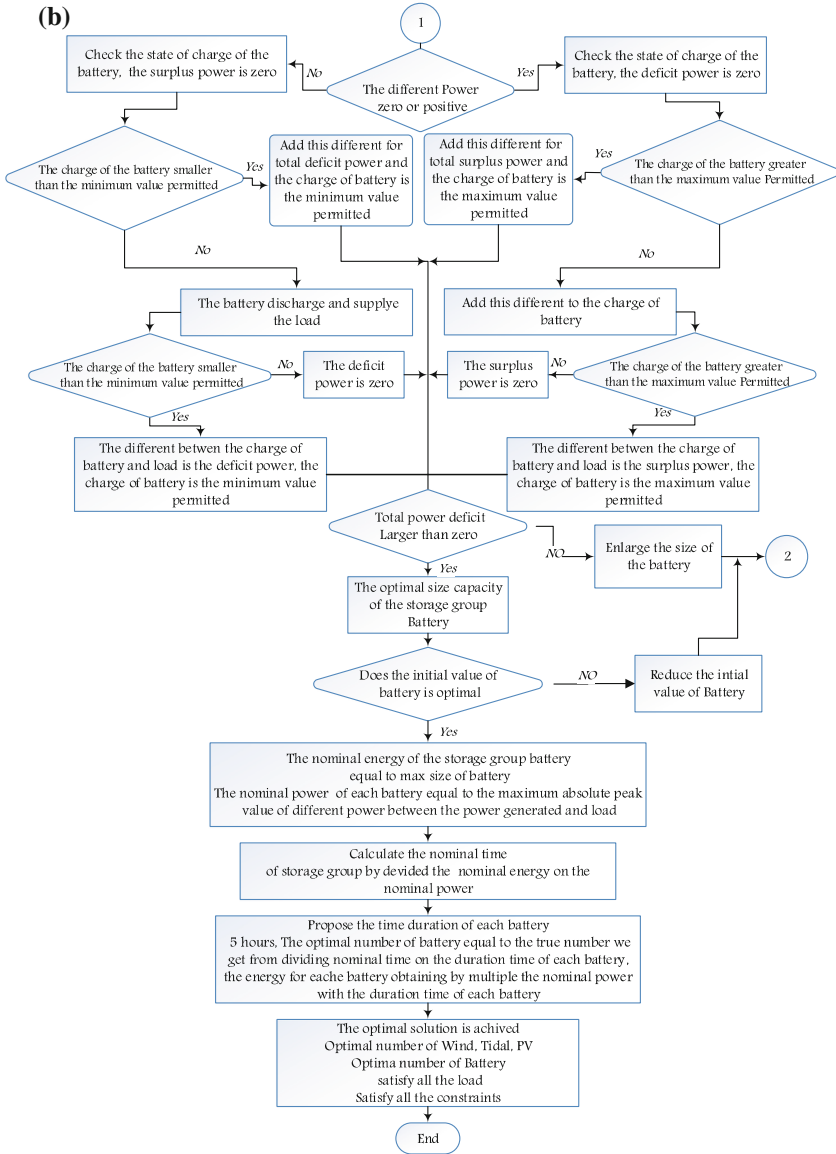 (b)
1
Check the state of charge of the
battery, the surplus power is zero
No
The different Power
zero or positive
Yes
Check the state of charge of the
battery, the deficit power is zero
The charge of the battery smaller
than the minimum value permitted
Yes
Add this different for
total deficit power and
the charge of battery is
the minimum value
permitted
Add this different for
total surplus power and
the charge of battery is
the maximum value
permitted
Yes
The charge of the battery greater
than the maximum value Permitted
No
No
The battery discharge and supplye
the load
Add this different to the charge of
battery
The charge of the battery smaller
than the minimum value permitted
No
The deficit
power is zero
The surplus
power is zero
No
The charge of the battery greater
than the maximum value Permitted
Yes
Yes
The different betwen the charge of
battery and load is the deficit power, the
charge of battery is the minimum value
permitted
The different betwen the charge of
battery and load is the surplus power, the
charge of battery is the maximum value
permitted
Total power deficit
Larger than zero
NO
Enlarge the size of
the battery
2
Yes
The optimal size capacity
of the storage group
Battery
Does the initial value of
battery is optimal
NO
Reduce the intial
value of Battery
Yes
The nominal energy of the storage group battery
equal to max size of battery
The nominal power of each battery equal to the maximum absolute peak
value of different power between the power generated and load
Calculate the nominal time
of storage group by devided the nominal energy on the
nominal power
Propose the time duration of each battery
5 hours, The optimal number of battery equal to the true number we
get from dividing nominal time on the duration time of each battery,
the energy for eache battery obtaining by multiple the nominal power
with the duration time of each battery
The optimal solution is achived
Optimal number of Wind, Tidal, PV
Optima number of Battery
satisfy all the load
Satisfy all the constraints
End